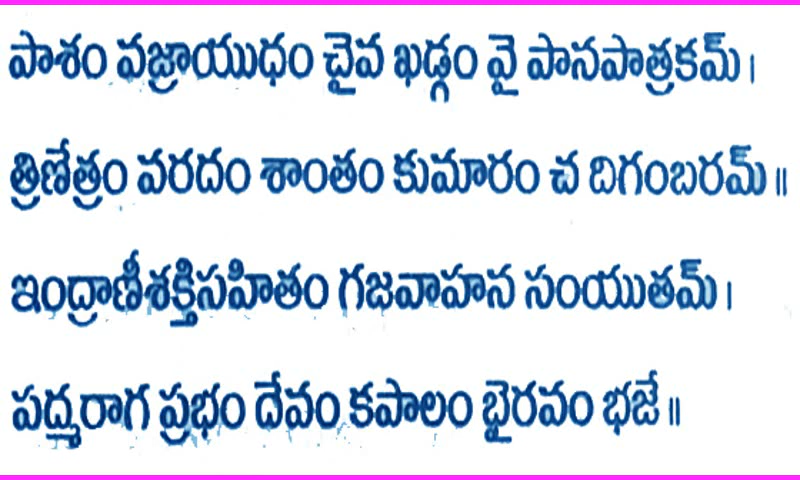 పాశం వజ్రాయుధం చైవ ఖడ్గం వై పానపాత్రకమ్।
త్రిణేత్రం వరదం శాంతం కుమారం చ దిగంబరమ్॥
ఇంద్రాణీశక్తిసహితం గజవాహన సంయుతమ్।
పద్మరాగ ప్రభం దేవం కపాలం భైరవం భజే॥